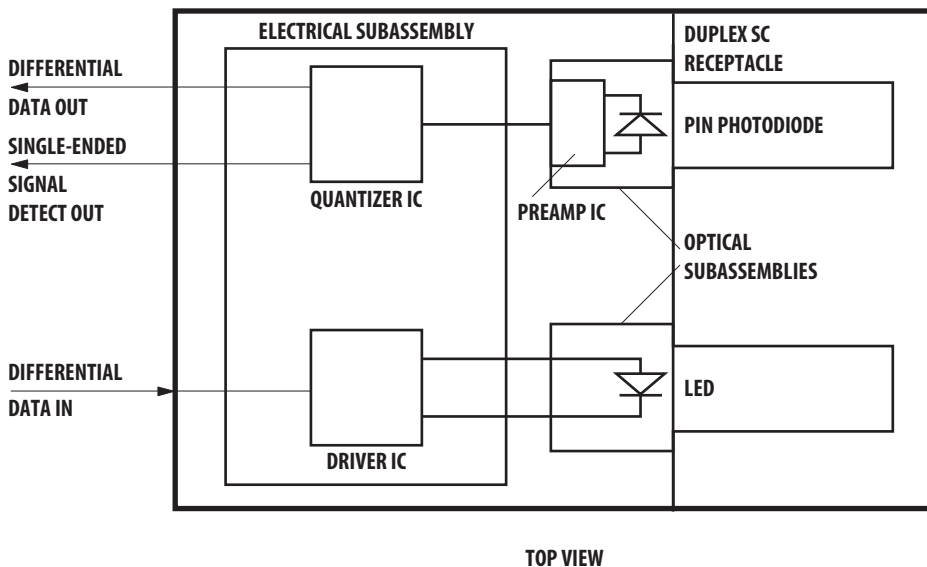 ELECTRICAL SUBASSEMBLY
DUPLEX SC
RECEPTACLE
DIFFERENTIAL
DATA OUT
SINGLE-ENDED
SIGNAL
DETECT OUT
QUANTIZER IC
PREAMP IC
PIN PHOTODIODE
OPTICAL
SUBASSEMBLIES
DIFFERENTIAL
DATA IN
DRIVER IC
LED
TOP VIEW